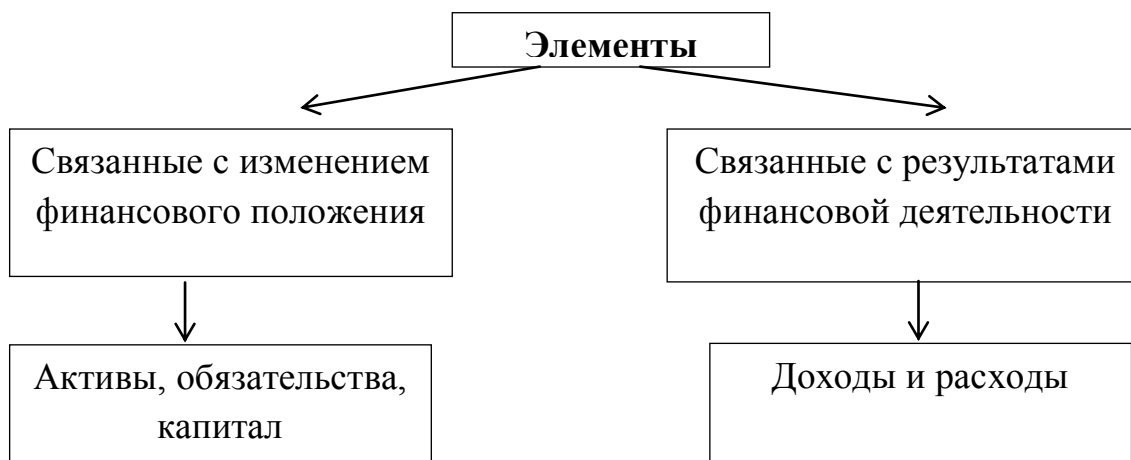 Элементы
Связанные с изменением
финансового положения
Связанные с результатами
финансовой деятельности
Активы, обязательства,
капитал
Доходы и расходы